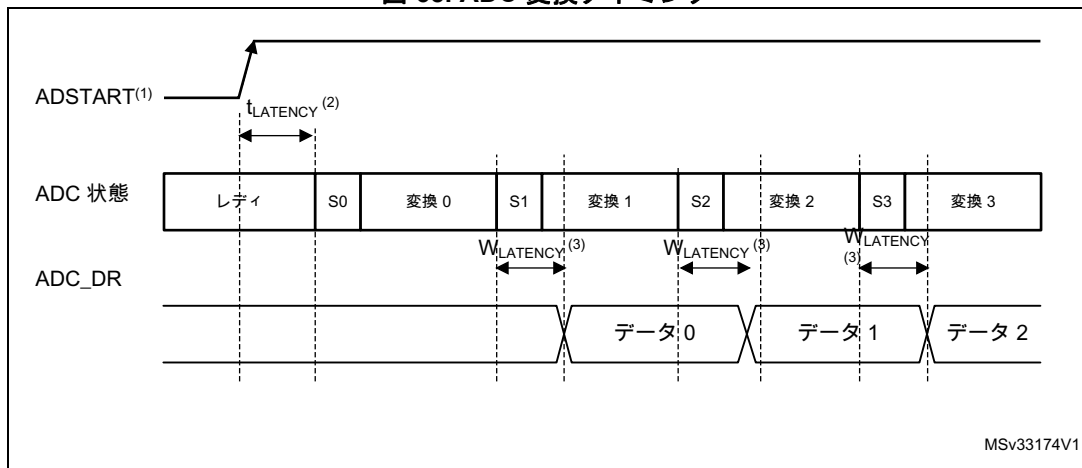 ADSTART(1)
tLATENCY (2)
ADC 状態
レディ S0 変換 0 S1 変換 1 S2 変換 2 S3 変換 3
WLATENCY (3) WLATENCY (3) WLATENCY
(3)
ADC_DR
データ 0 データ 1 データ 2
MSv33174V1